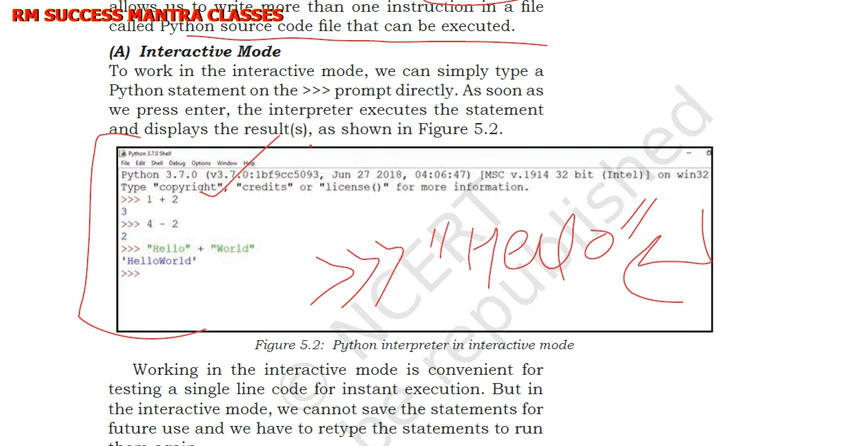 allows us to write more than one instruction in a file
RM SUCCESS MANTRA CLASSES
called Python source code file that can be executed.
(A) Interactive Mode
To work in the interactive mode, we can simply type a
Python statement on the >>> prompt directly. As soon as
we press enter, the interpreter executes the statement
and displays the result(s), as shown in Figure 5.2.
Python 3.7.0 Shell
File Edit Shell Debug Options Window Help
Python 3.7.0 (v3.7.0:1bf9cc5093, Jun 27 2018, 04:06:47) [MSC v.1914 32 bit (Intel)] on win32
Type "copyright", "credits" or "license()" for more information.
>>> 1 + 2
3
>>> 4 - 2
2
>>> "Hello" + "World"
'HelloWorld'
>>>
>>> "Hello"
Figure 5.2: Python interpreter in interactive mode
Working in the interactive mode is convenient for
testing a single line code for instant execution. But in
the interactive mode, we cannot save the statements for
future use and we have to retype the statements to run
them again.
© NCERT
be republished